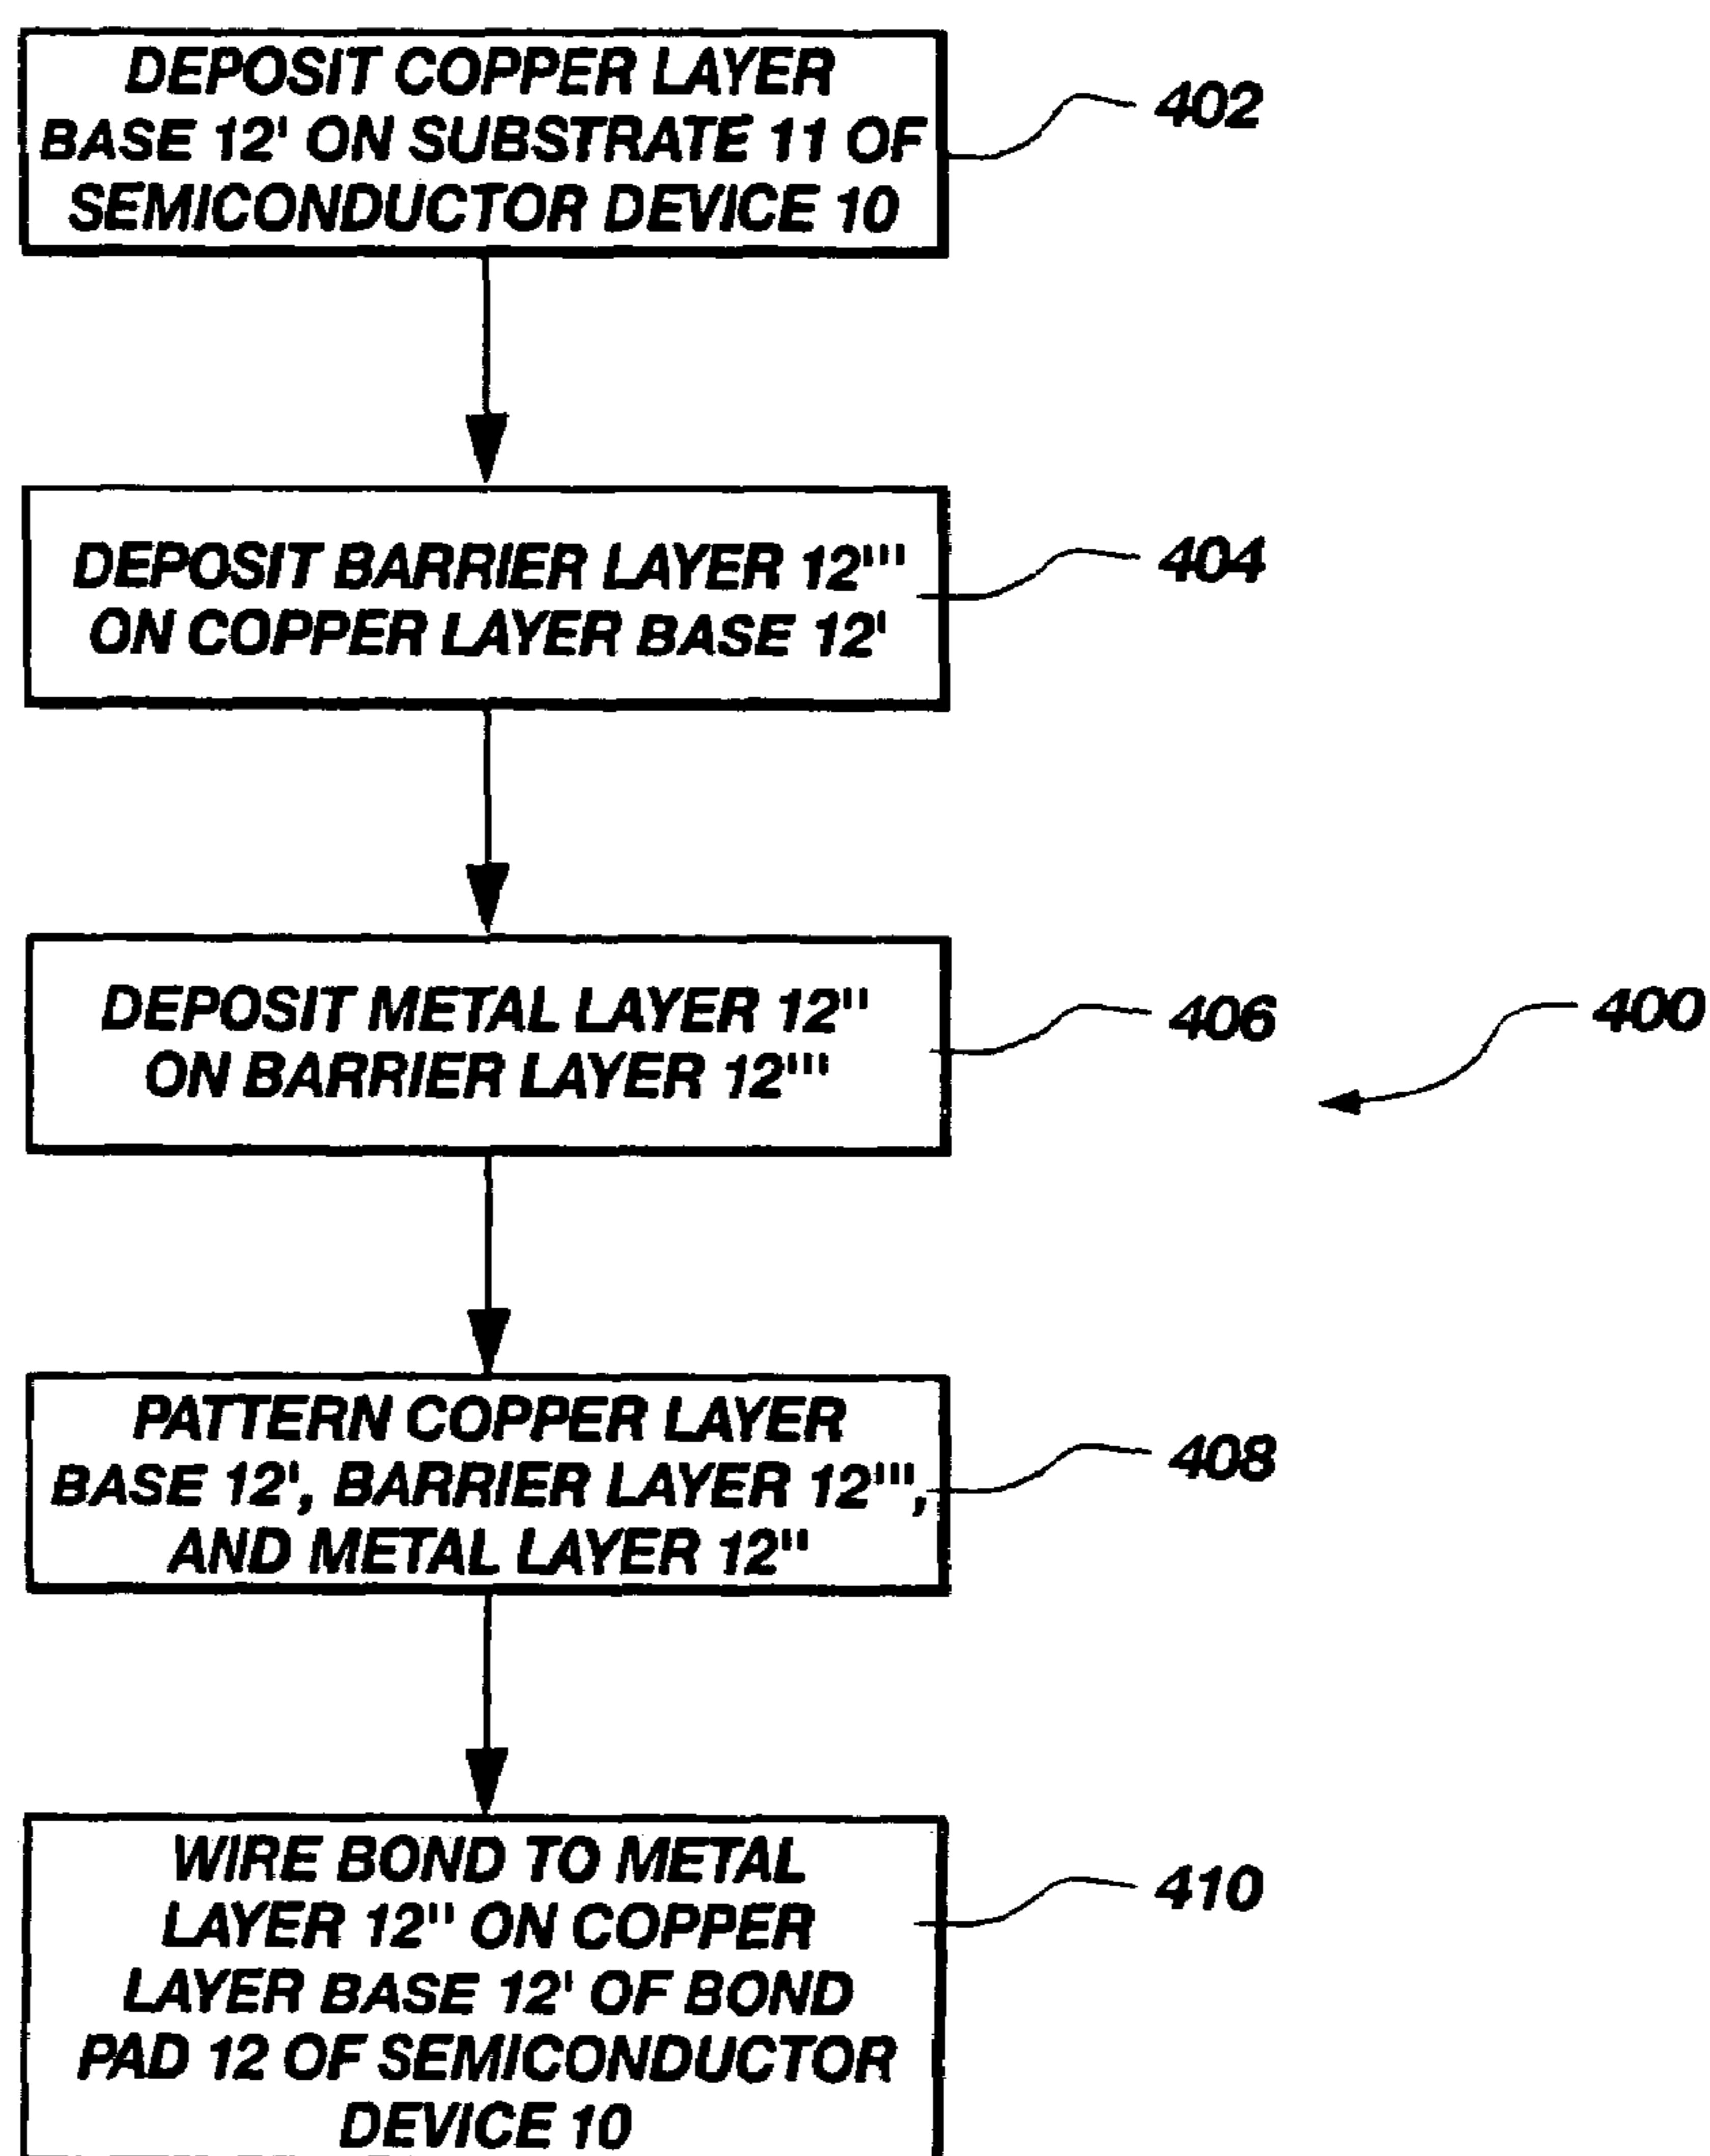 DEPOSIT COPPER LAYER
BASE 12' ON SUBSTRATE 11 OF
SEMICONDUCTOR DEVICE 10
402
DEPOSIT BARRIER LAYER 12'''
ON COPPER LAYER BASE 12'
404
DEPOSIT METAL LAYER 12''
ON BARRIER LAYER 12'''
406
400
PATTERN COPPER LAYER
BASE 12', BARRIER LAYER 12''',
AND METAL LAYER 12''
408
WIRE BOND TO METAL
LAYER 12'' ON COPPER
LAYER BASE 12' OF BOND
PAD 12 OF SEMICONDUCTOR
DEVICE 10
410